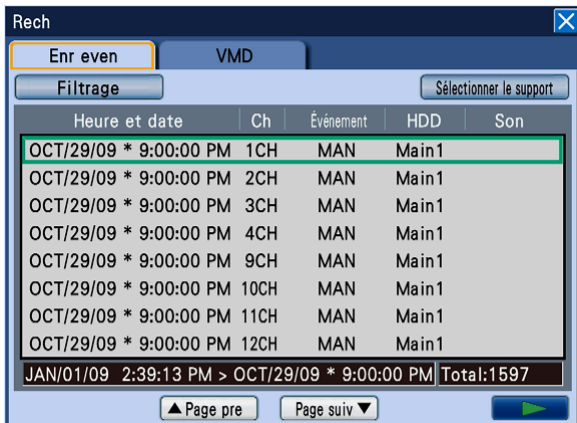 Rech
Enr even VMD
Filtrage Sélectionner le support
Heure et date Ch Événement HDD Son
OCT/29/09 * 9:00:00 PM 1CH MAN Main1
OCT/29/09 * 9:00:00 PM 2CH MAN Main1
OCT/29/09 * 9:00:00 PM 3CH MAN Main1
OCT/29/09 * 9:00:00 PM 4CH MAN Main1
OCT/29/09 * 9:00:00 PM 9CH MAN Main1
OCT/29/09 * 9:00:00 PM 10CH MAN Main1
OCT/29/09 * 9:00:00 PM 11CH MAN Main1
OCT/29/09 * 9:00:00 PM 12CH MAN Main1
JAN/01/09 2:39:13 PM > OCT/29/09 * 9:00:00 PM Total:1597
▲ Page pre Page suiv ▼